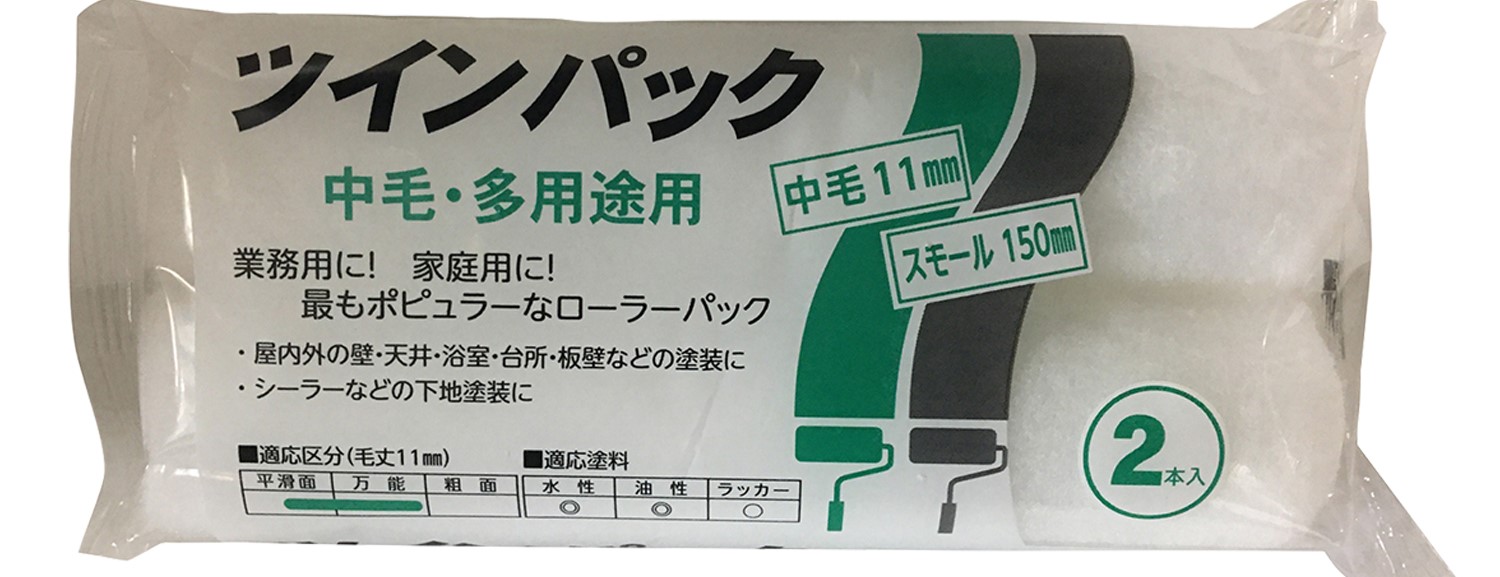 ツインパック
中毛・多用途用
業務用に! 家庭用に!
最もポピュラーなローラーパック
・屋内外の壁・天井・浴室・台所・板壁などの塗装に
・シーラーなどの下地塗装に
中毛11mm
スモール 150mm
■適応区分(毛丈11mm)
平滑面 万能 粗面
■適応塗料
水性 油性 ラッカー
◎ ◎ ○
2本入